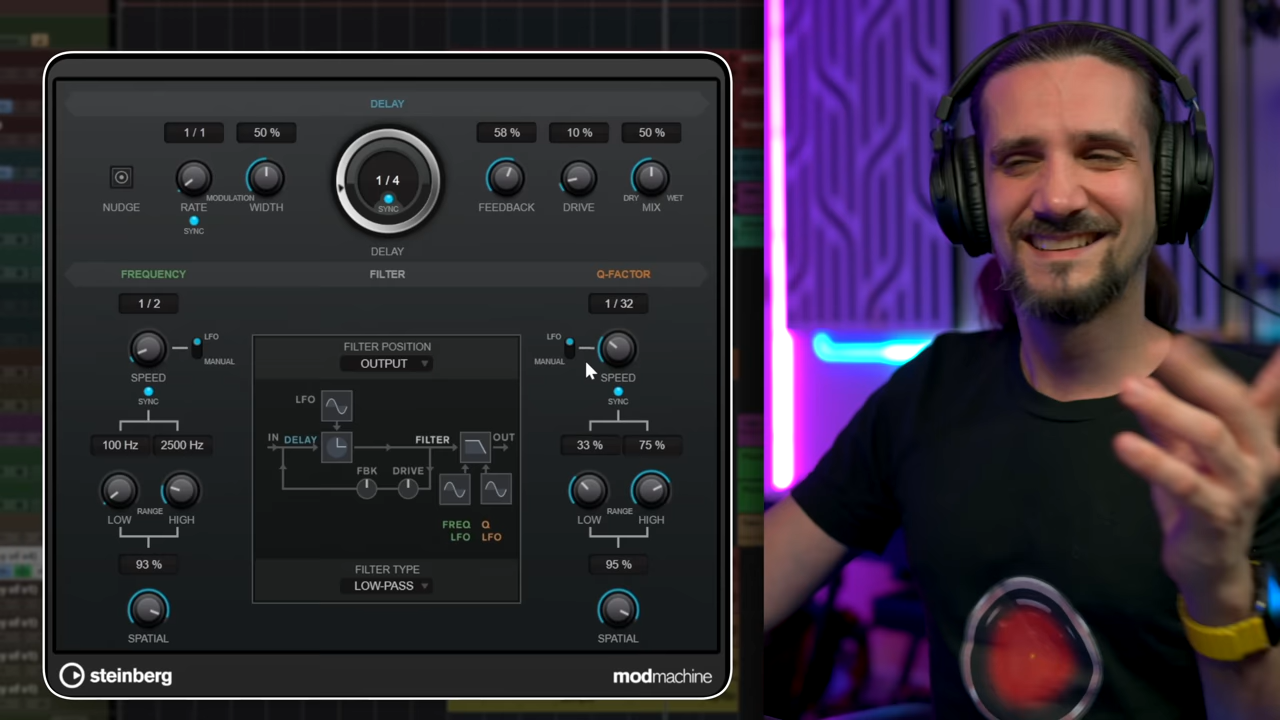 DELAY
1 / 1
50 %
58 %
10 %
50 %
1 / 4
SYNC
NUDGE
RATE
MODULATION
WIDTH
SYNC
FEEDBACK
DRIVE
DRY
MIX
WET
DELAY
FREQUENCY
FILTER
Q-FACTOR
1 / 2
1 / 32
LFO
MANUAL
SPEED
SYNC
LFO
MANUAL
SPEED
SYNC
FILTER POSITION
OUTPUT
LFO
IN
DELAY
FILTER
OUT
FBK
DRIVE
FREQ
LFO
Q
LFO
100 Hz
2500 Hz
33 %
75 %
LOW
RANGE
HIGH
LOW
RANGE
HIGH
93 %
95 %
FILTER TYPE
LOW-PASS
SPATIAL
SPATIAL
steinberg
modmachine